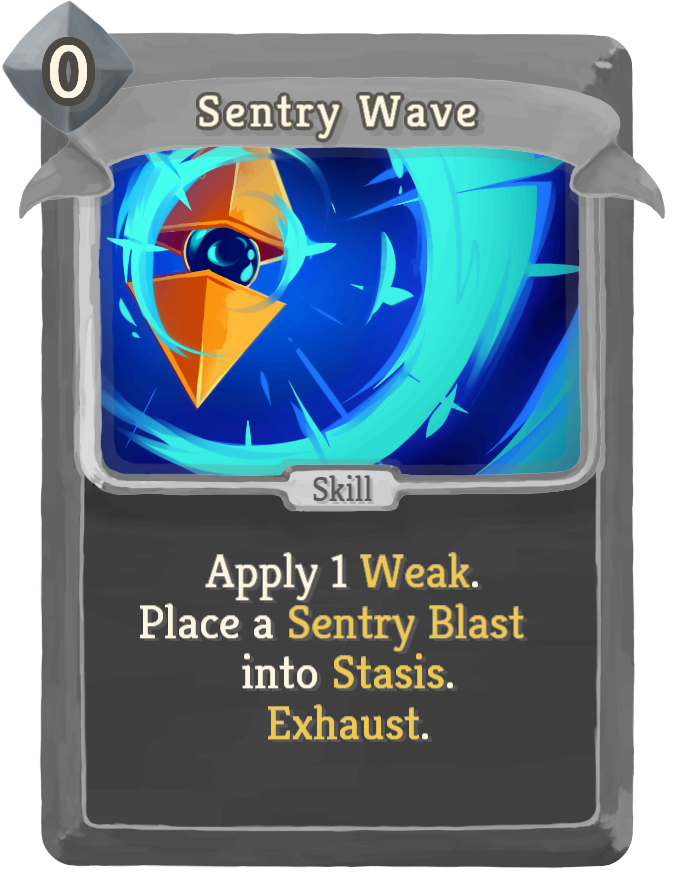 0
Sentry Wave
Skill
Apply 1 Weak.
Place a Sentry Blast
into Stasis.
Exhaust.